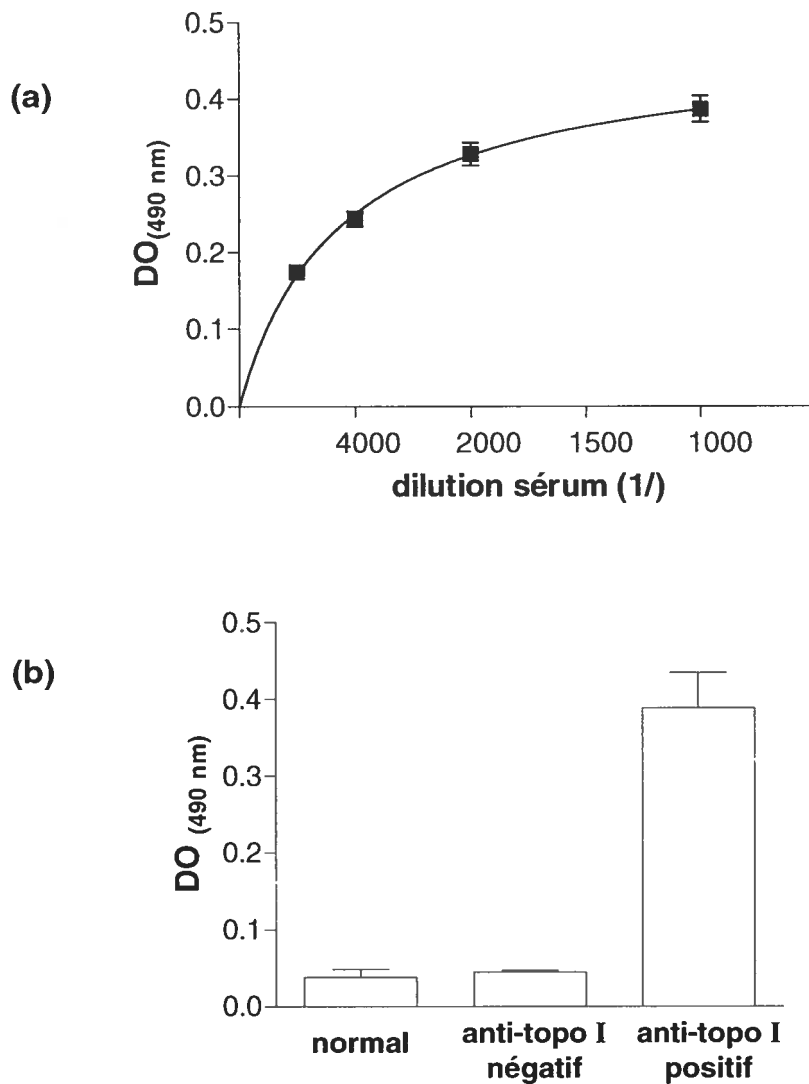 (a)
0.5
0.4
0.3
0.2
0.1
0.0
DO(490 nm)
4000 2000 1500 1000
dilution sérum (1/)
(b)
0.5
0.4
0.3
0.2
0.1
0.0
DO (490 nm)
normal
anti-topo I négatif
anti-topo I positif